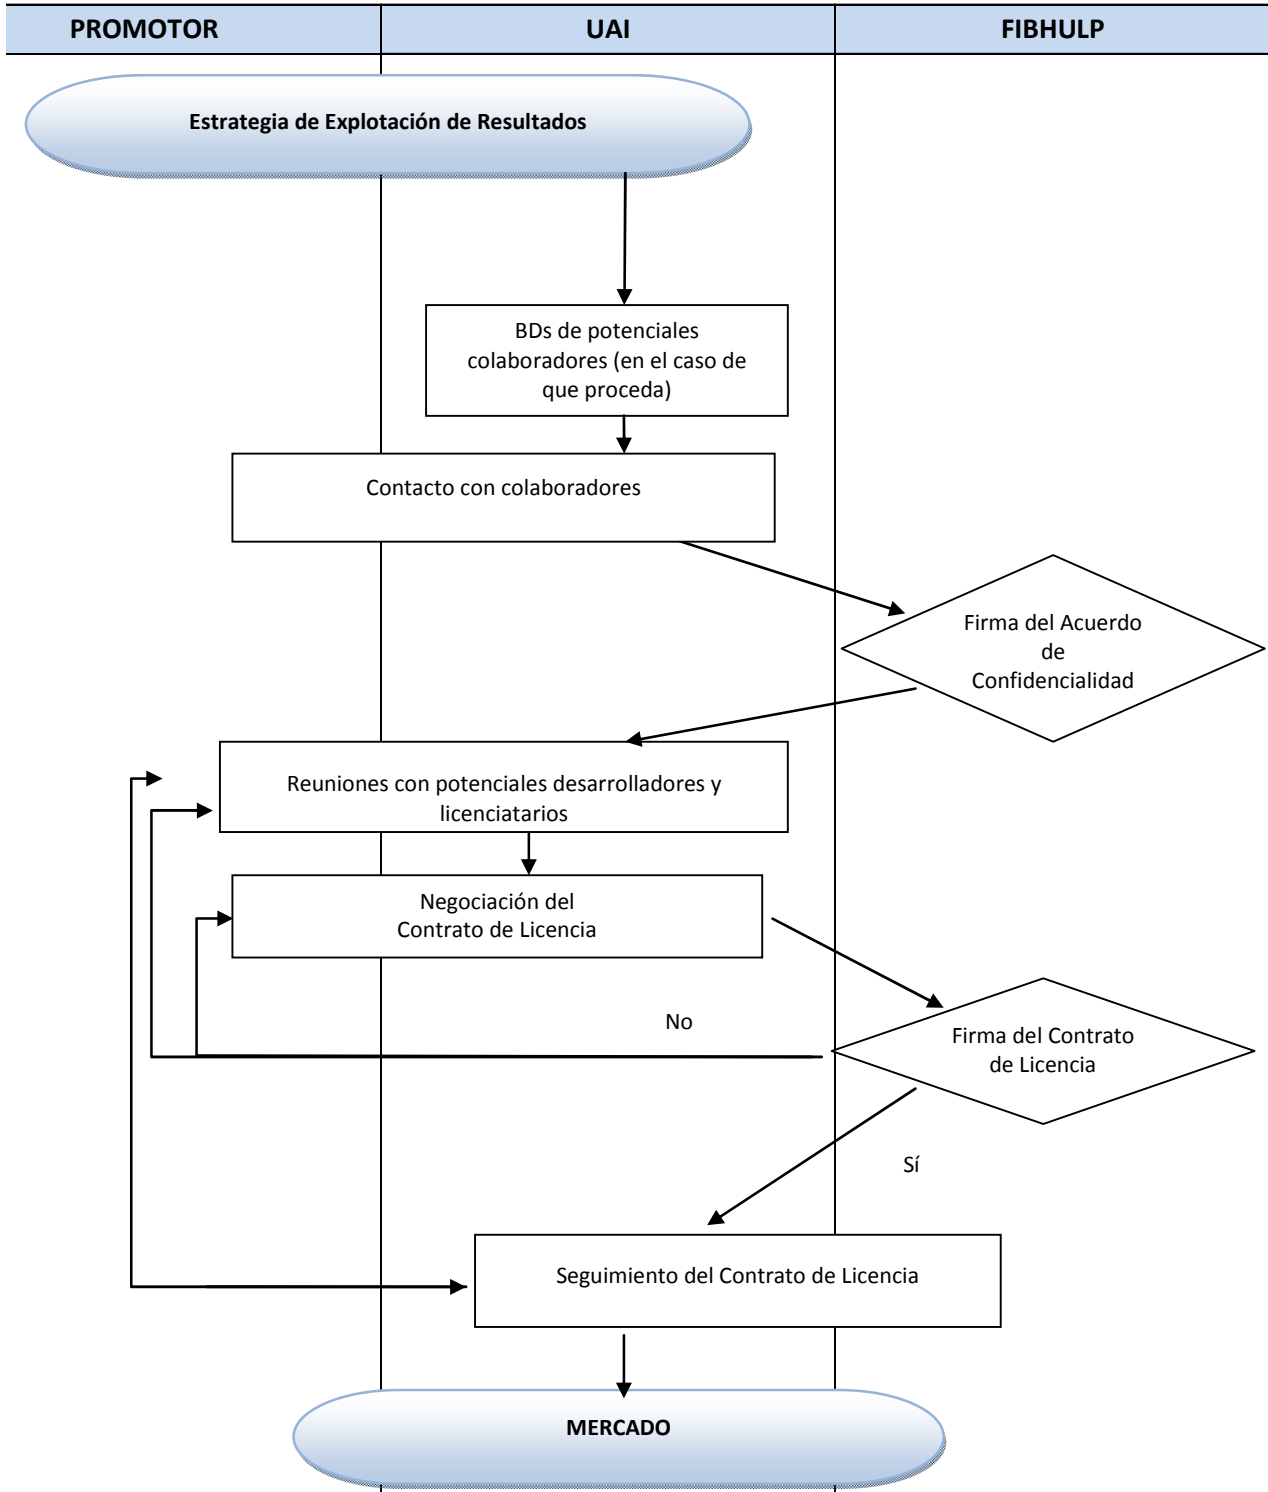 PROMOTOR
UAI
FIBHULP
Estrategia de Explotación de Resultados
BDs de potenciales
colaboradores (en el caso de
que proceda)
Contacto con colaboradores
Firma del Acuerdo
de
Confidencialidad
Reuniones con potenciales desarrolladores y
licenciatarios
Negociación del
Contrato de Licencia
No
Firma del Contrato
de Licencia
Sí
Seguimiento del Contrato de Licencia
MERCADO